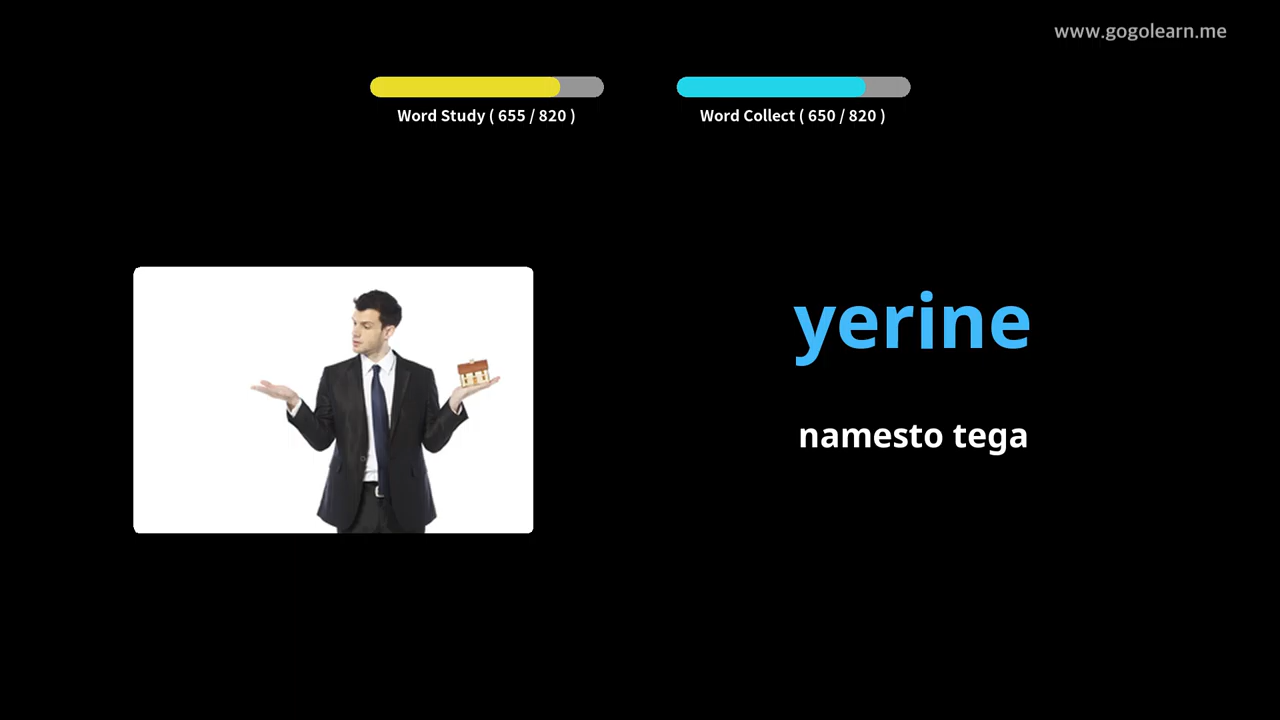 www.gogolearn.me
Word Study ( 655 / 820 )
Word Collect ( 650 / 820 )
yerine
namesto tega